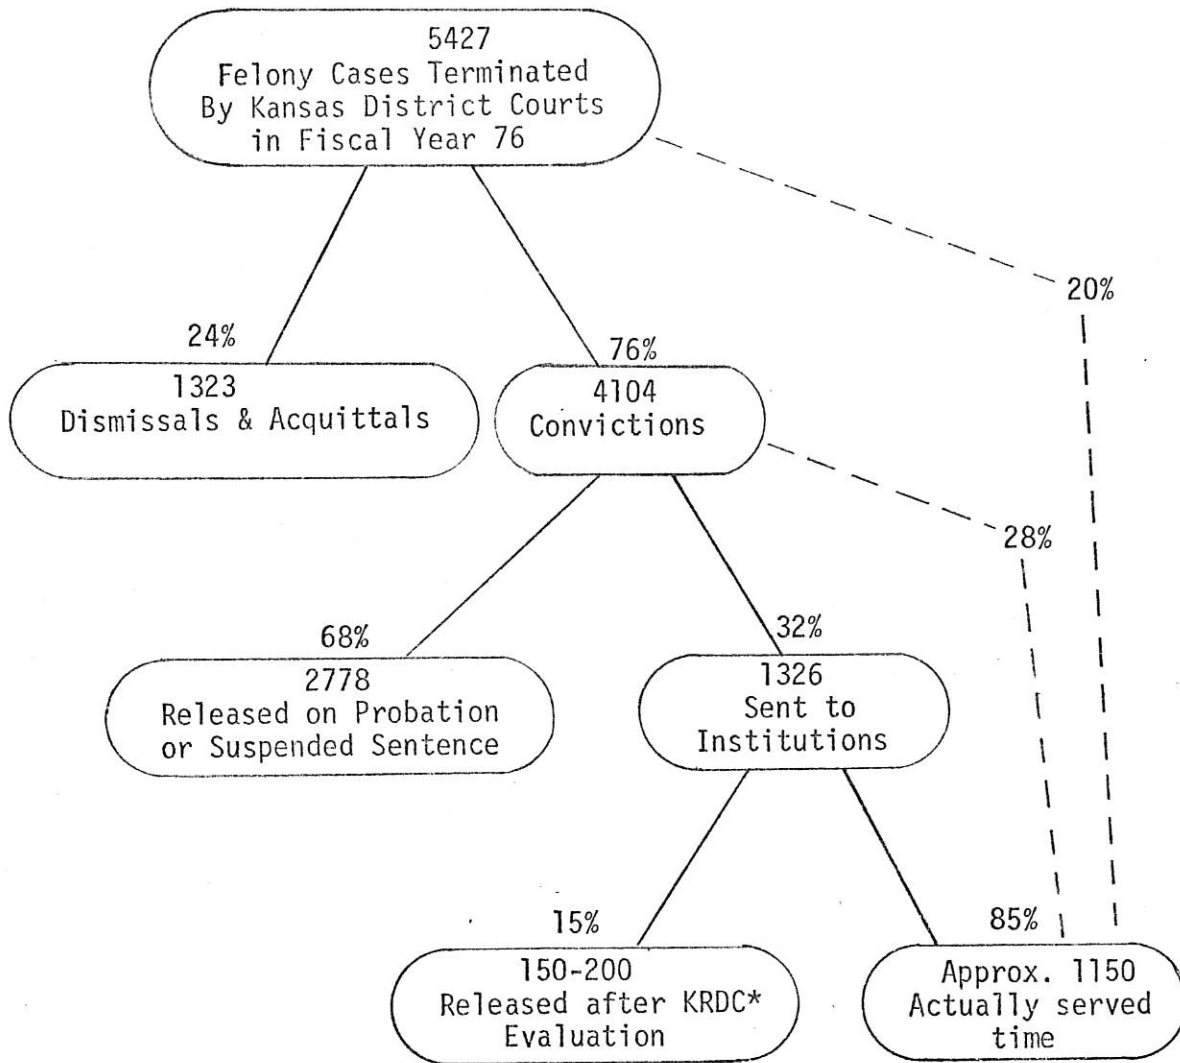 5427
Felony Cases Terminated
By Kansas District Courts
in Fiscal Year 76
20%
24%
1323
Dismissals & Acquittals
76%
4104
Convictions
28%
68%
2778
Released on Probation
or Suspended Sentence
32%
1326
Sent to
Institutions
15%
150-200
Released after KRDC*
Evaluation
85%
Approx. 1150
Actually served
time